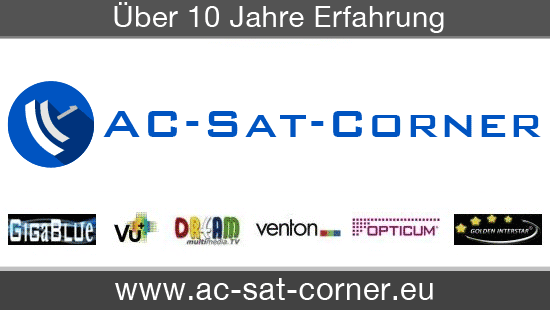 Über 10 Jahre Erfahrung
AC-Sat-Corner
GigaBlue
Vu+
DREAM
multimedia.TV
venton
OPTICUM
GOLDEN INTERSTAR
www.ac-sat-corner.eu